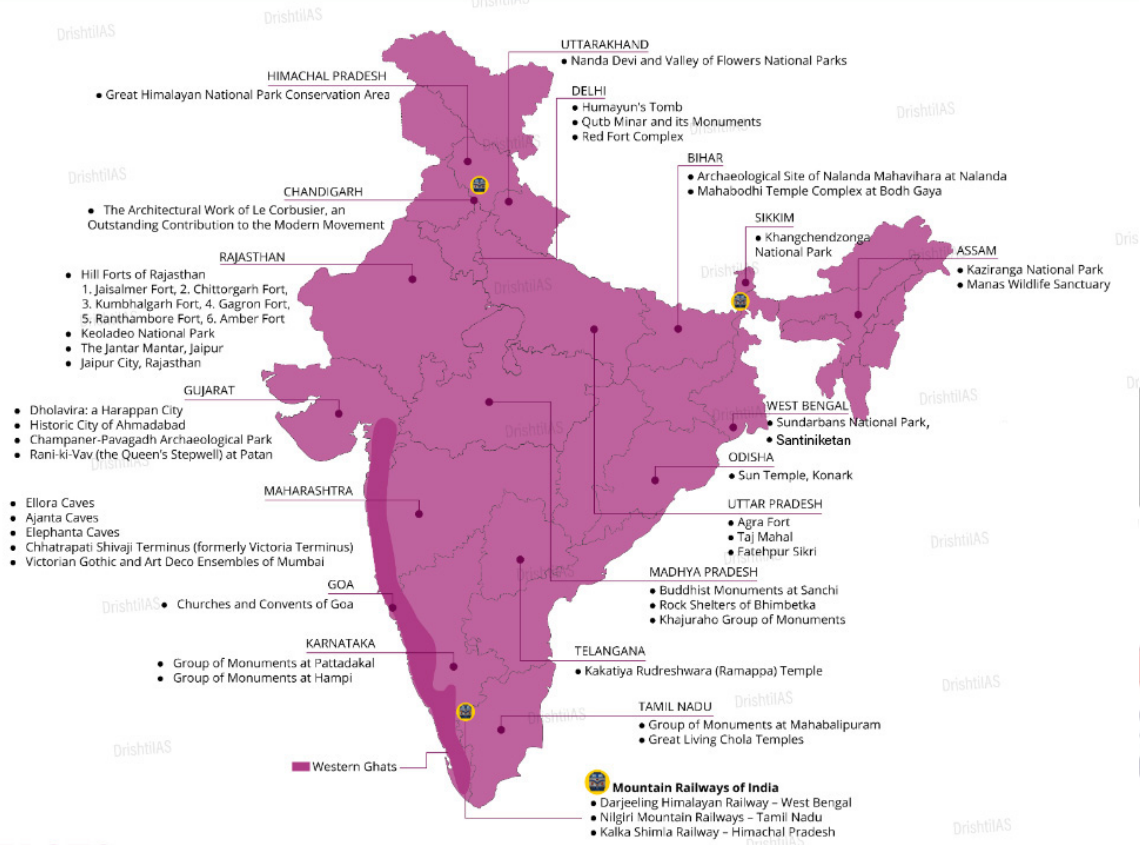 UTTARAKHAND
● Nanda Devi and Valley of Flowers National Parks
HIMACHAL PRADESH
● Great Himalayan National Park Conservation Area
DELHI
● Humayun's Tomb
● Qutb Minar and its Monuments
● Red Fort Complex
BIHAR
● Archaeological Site of Nalanda Mahavihara at Nalanda
● Mahabodhi Temple Complex at Bodh Gaya
CHANDIGARH
● The Architectural Work of Le Corbusier, an
Outstanding Contribution to the Modern Movement
SIKKIM
● Khangchendzonga
National Park
ASSAM
● Kaziranga National Park
● Manas Wildlife Sanctuary
RAJASTHAN
● Hill Forts of Rajasthan
1. Jaisalmer Fort, 2. Chittorgarh Fort,
3. Kumbhalgarh Fort, 4. Gagron Fort,
5. Ranthambore Fort, 6. Amber Fort
● Keoladeo National Park
● The Jantar Mantar, Jaipur
● Jaipur City, Rajasthan
GUJARAT
● Dholavira: a Harappan City
● Historic City of Ahmadabad
● Champaner-Pavagadh Archaeological Park
● Rani-ki-Vav (the Queen's Stepwell) at Patan
WEST BENGAL
● Sundarbans National Park,
● Santiniketan
ODISHA
● Sun Temple, Konark
MAHARASHTRA
● Ellora Caves
● Ajanta Caves
● Elephanta Caves
● Chhatrapati Shivaji Terminus (formerly Victoria Terminus)
● Victorian Gothic and Art Deco Ensembles of Mumbai
UTTAR PRADESH
● Agra Fort
● Taj Mahal
● Fatehpur Sikri
MADHYA PRADESH
● Buddhist Monuments at Sanchi
● Rock Shelters of Bhimbetka
● Khajuraho Group of Monuments
GOA
● Churches and Convents of Goa
KARNATAKA
● Group of Monuments at Pattadakal
● Group of Monuments at Hampi
TELANGANA
● Kakatiya Rudreshwara (Ramappa) Temple
TAMIL NADU
● Group of Monuments at Mahabalipuram
● Great Living Chola Temples
Western Ghats
Mountain Railways of India
● Darjeeling Himalayan Railway – West Bengal
● Nilgiri Mountain Railways – Tamil Nadu
● Kalka Shimla Railway – Himachal Pradesh
DrishtiIAS
DrishtiIAS
DrishtiIAS
DrishtiIAS
DrishtiIAS
DrishtiIAS
DrishtiIAS
DrishtiIAS
DrishtiIAS
DrishtiIAS
DrishtiIAS
DrishtiIAS
DrishtiIAS